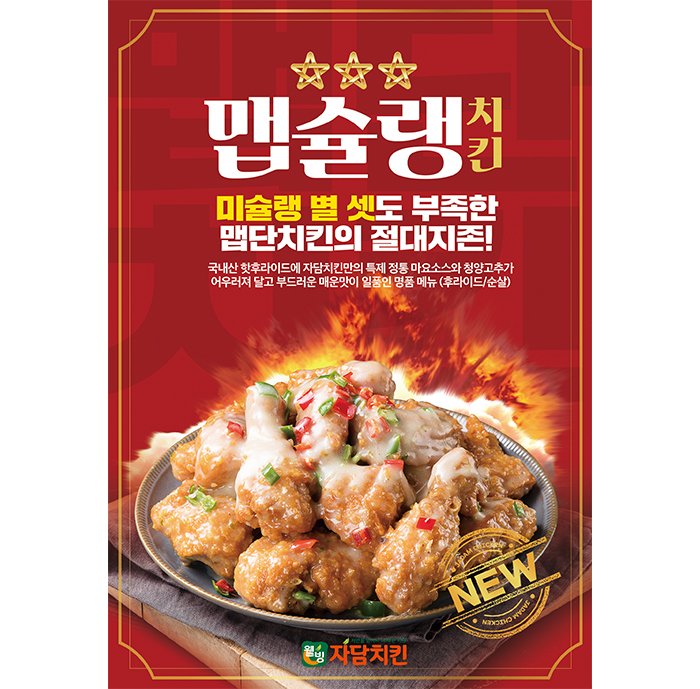 맵슐랭치킨
미슐랭 별 셋도 부족한
맵단치킨의 절대지존!
국내산 핫후라이드에 자담치킨만의 특제 정통 마요소스와 청양고추가
어우러져 달고 부드러운 매운맛이 일품인 명품 메뉴 (후라이드/순살)
JADAM CHICKEN
NEW
JADAM CHICKEN
웰빙 자담치킨